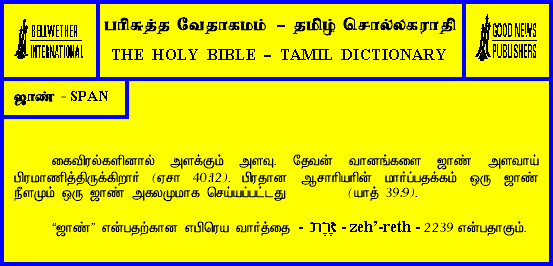 BELLWETHER
INTERNATIONAL
பரிசுத்த வேதாகமம் – தமிழ் சொல்லகராதி
THE HOLY BIBLE – TAMIL DICTIONARY
GOOD NEWS
PUBLISHERS
ஜாண் - SPAN
கைவிரல்களினால் அளக்கும் அளவு. தேவன் வானங்களை ஜாண் அளவாய்
பிரமாணித்திருக்கிறார் (ஏசா 40:12). பிரதான ஆசாரியரின் மார்ப்பதக்கம் ஒரு ஜாண்
நீளமும் ஒரு ஜாண் அகலமுமாக செய்யப்பட்டது (யாத் 39:9).
“ஜாண்” என்பதற்கான எபிரெய வார்த்தை - זֶרֶת - zeh’-reth - 2239 என்பதாகும்.